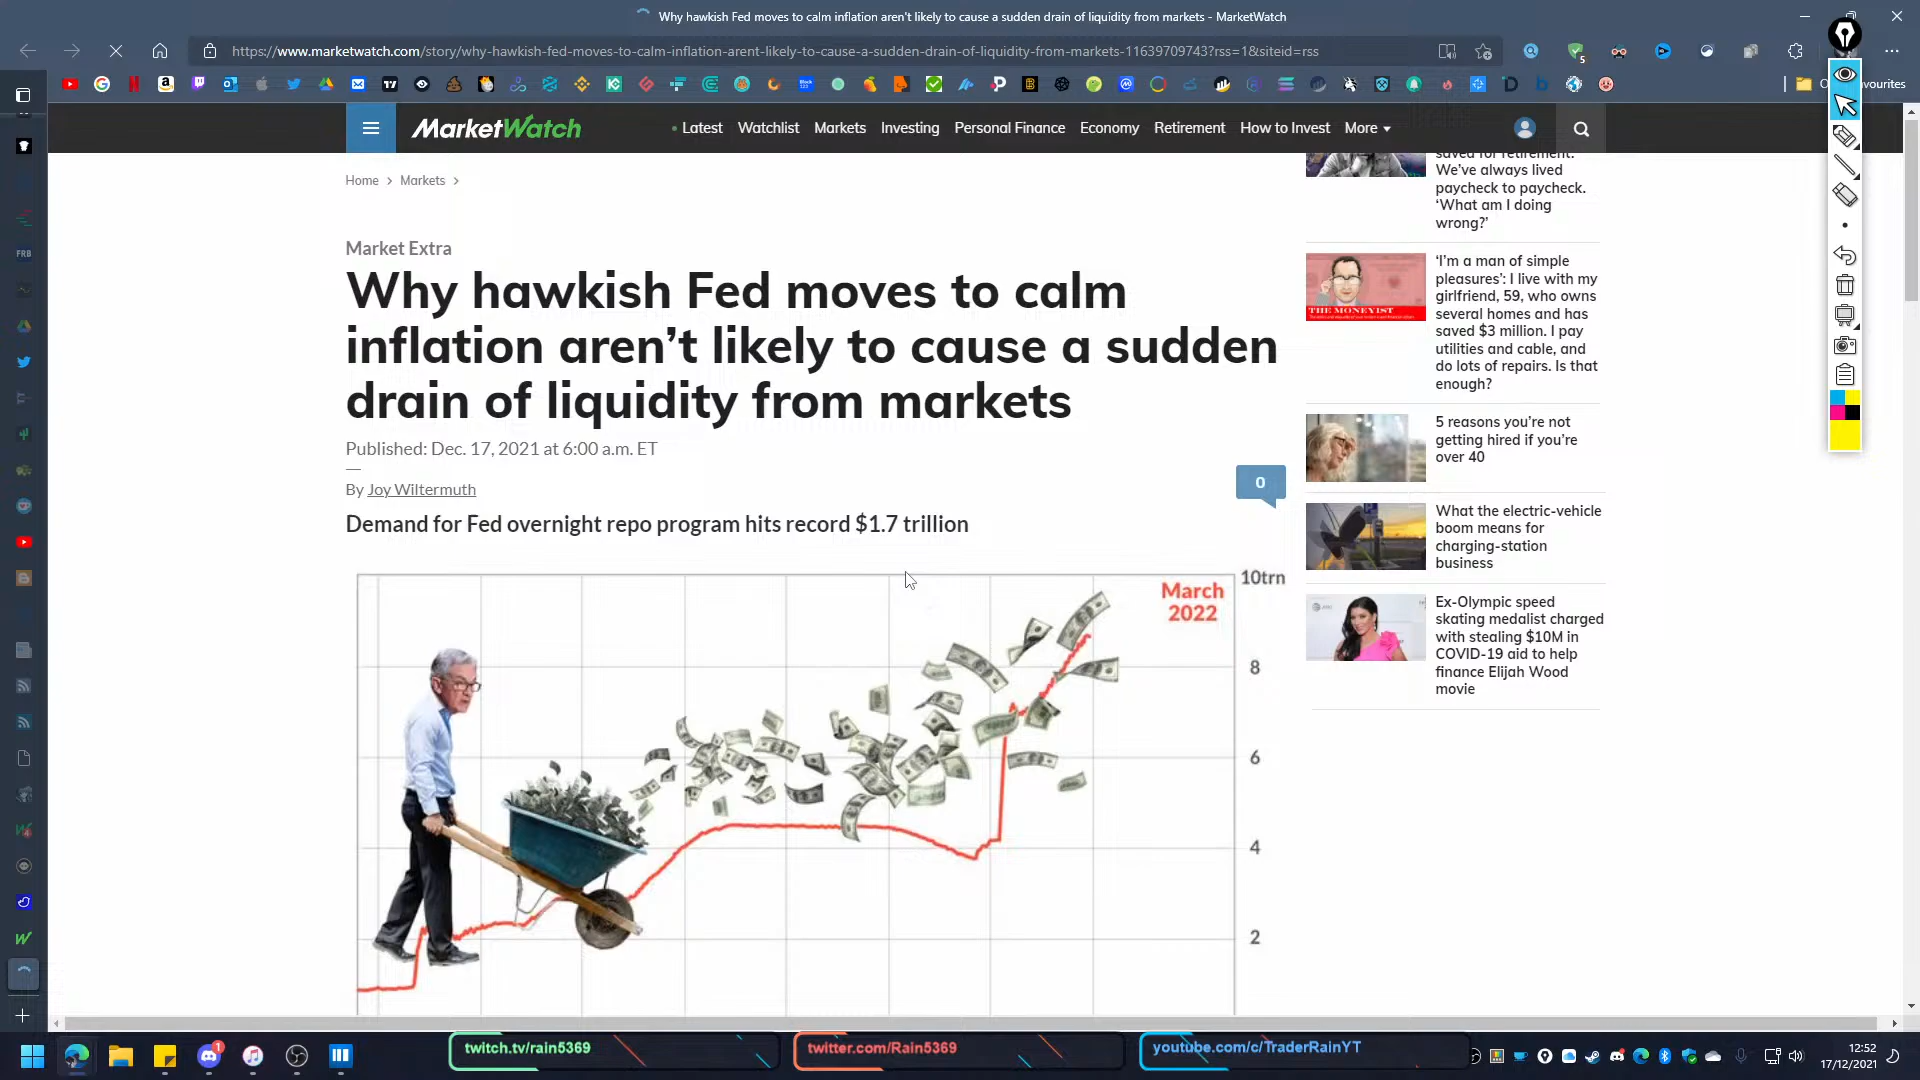 Why hawkish Fed moves to calm inflation aren't likely to cause a sudden drain of liquidity from markets - MarketWatch
https://www.marketwatch.com/story/why-hawkish-fed-moves-to-calm-inflation-arent-likely-to-cause-a-sudden-drain-of-liquidity-from-markets-11639709743?rss=1&siteid=rss
MarketWatch
Latest Watchlist Markets Investing Personal Finance Economy Retirement How to Invest More
Home > Markets >
Market Extra
Why hawkish Fed moves to calm
inflation aren’t likely to cause a sudden
drain of liquidity from markets
Published: Dec. 17, 2021 at 6:00 a.m. ET
By Joy Wiltermuth
0
Demand for Fed overnight repo program hits record $1.7 trillion
March
2022
10trn
8
6
4
2
saved for retirement.
We’ve always lived
paycheck to paycheck.
‘What am I doing
wrong?’
THE MONEYIST
‘I’m a man of simple
pleasures’: I live with my
girlfriend, 59, who owns
several homes and has
saved $3 million. I pay
utilities and cable, and
do lots of repairs. Is that
enough?
5 reasons you’re not
getting hired if you’re
over 40
What the electric-vehicle
boom means for
charging-station
business
Ex-Olympic speed
skating medalist charged
with stealing $10M in
COVID-19 aid to help
finance Elijah Wood
movie
FRB
5
1
twitch.tv/rain5369
twitter.com/Rain5369
youtube.com/c/TraderRainYT
12:52
17/12/2021